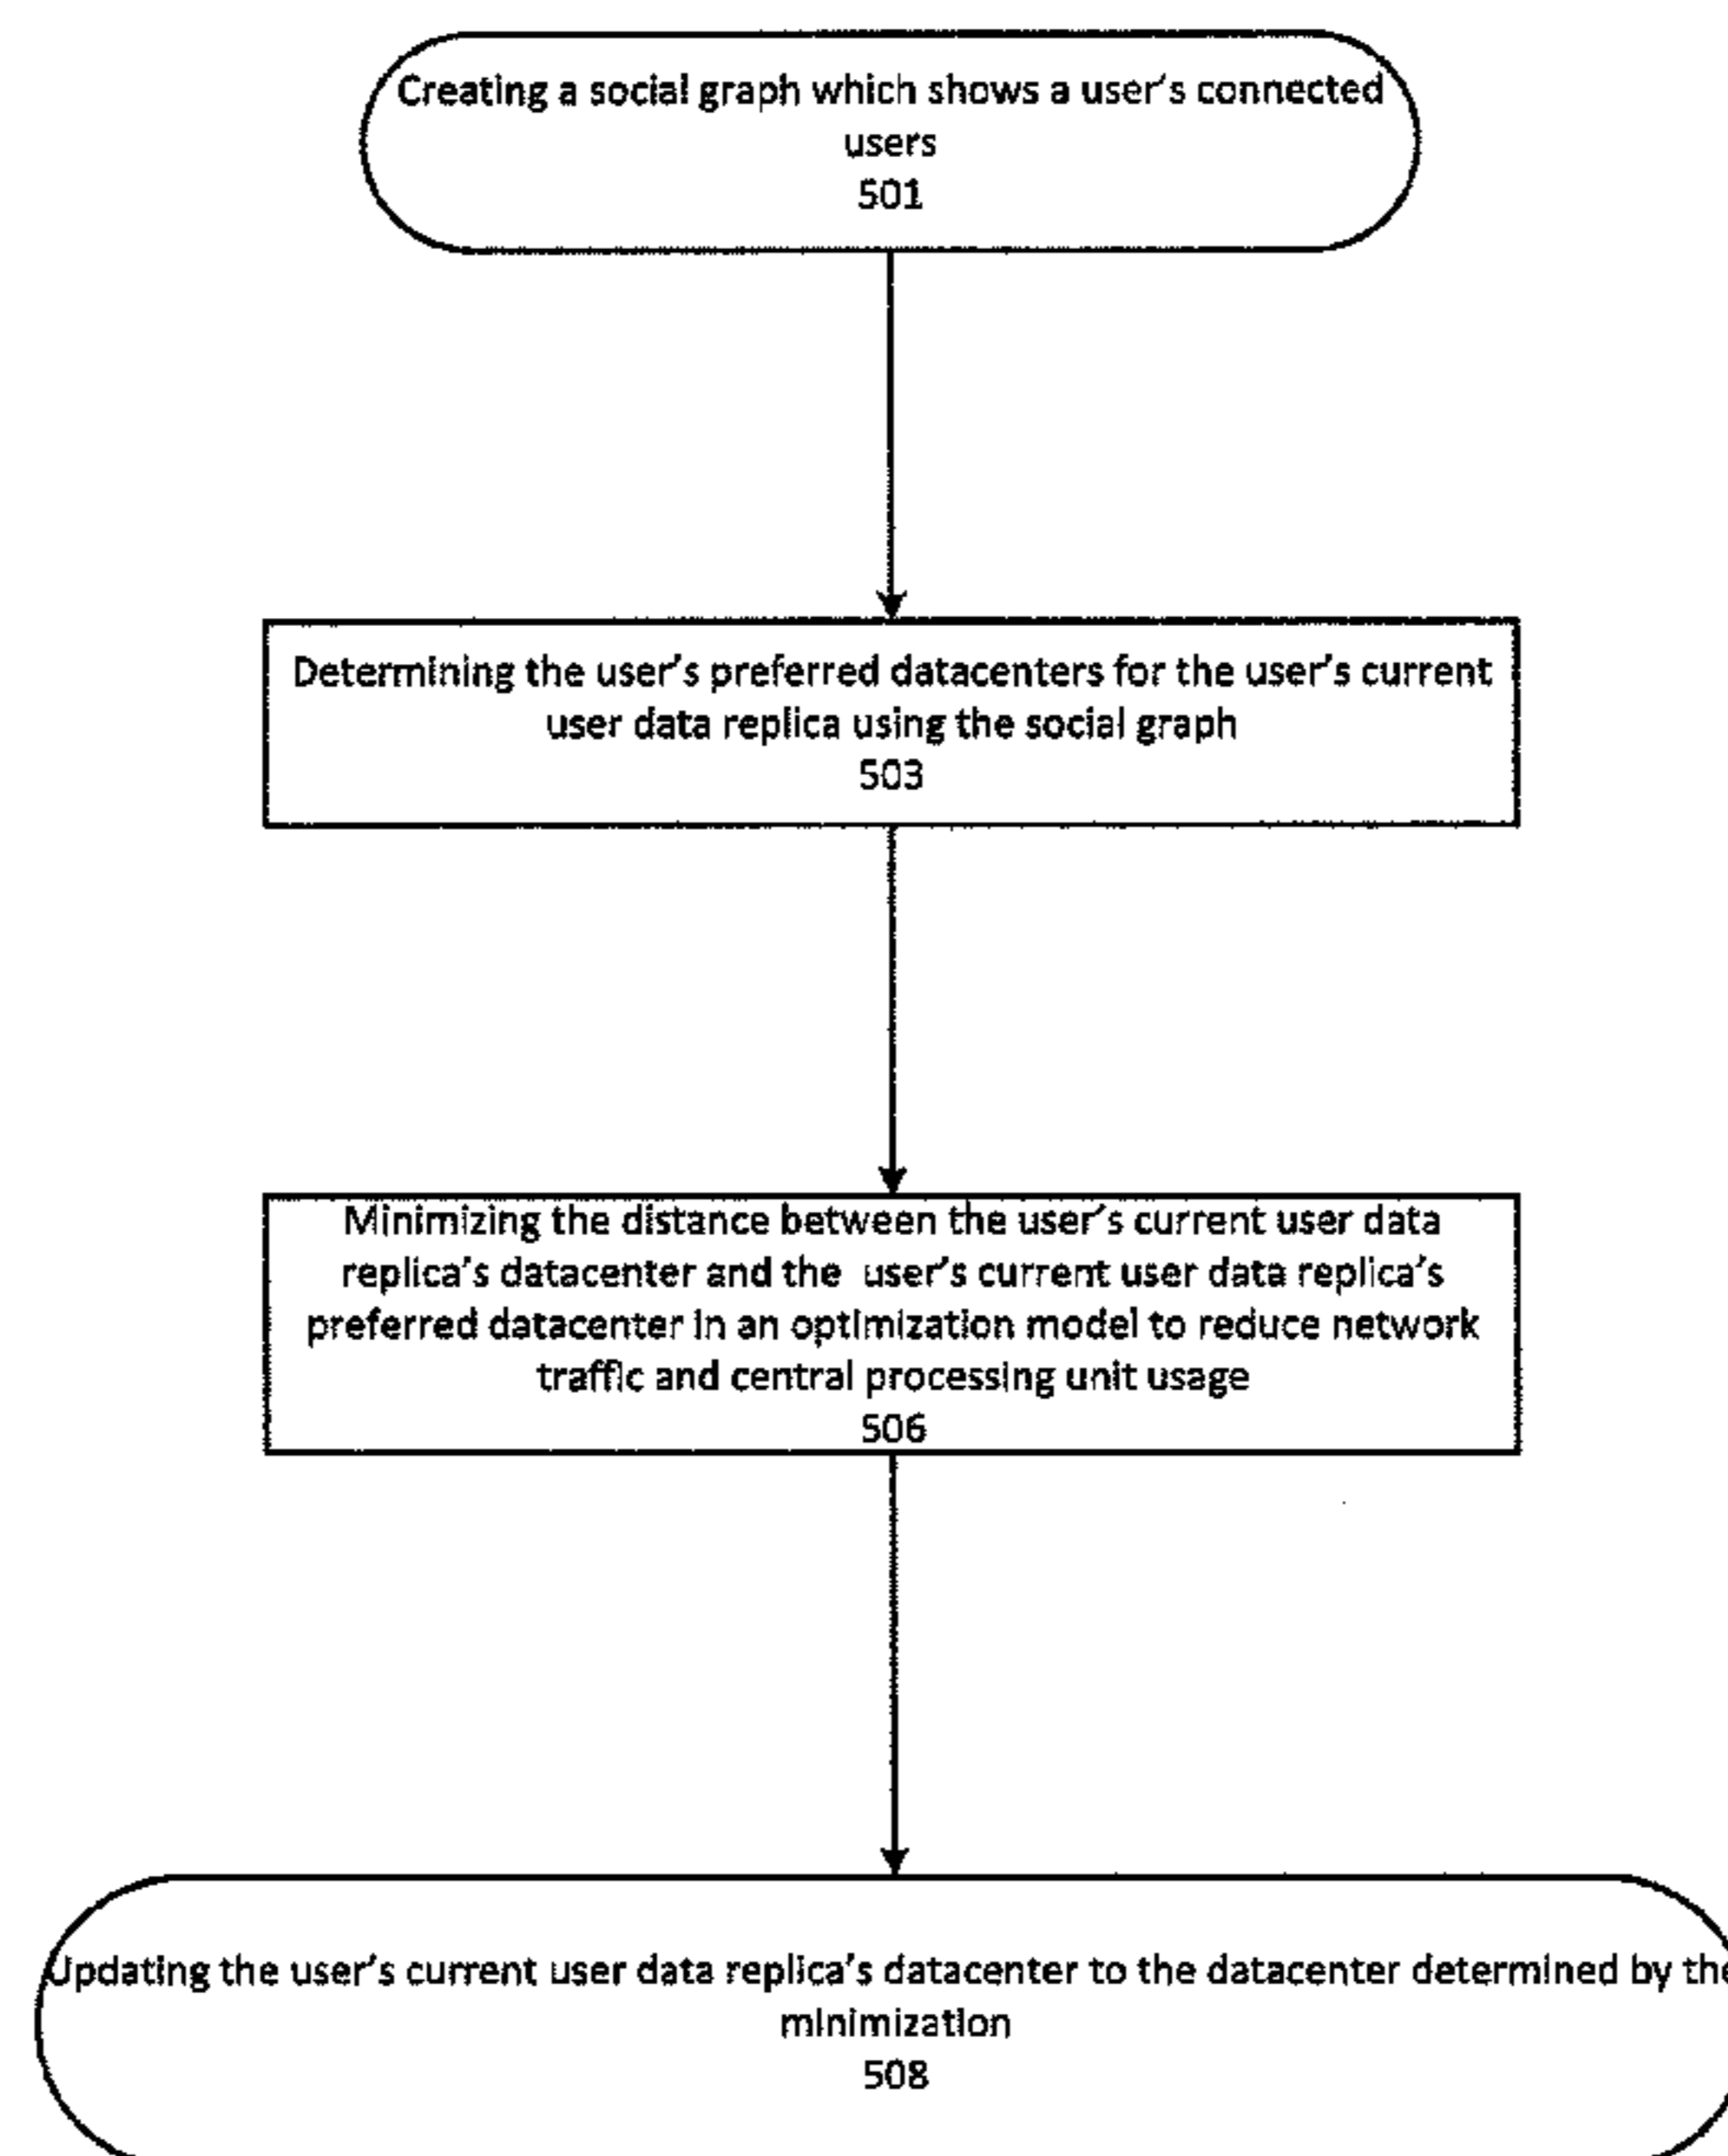 Creating a social graph which shows a user's connected
users
501
Determining the user's preferred datacenters for the user's current
user data replica using the social graph
503
Minimizing the distance between the user's current user data
replica's datacenter and the user's current user data replica's
preferred datacenter in an optimization model to reduce network
traffic and central processing unit usage
506
Updating the user's current user data replica's datacenter to the datacenter determined by the
minimization
508